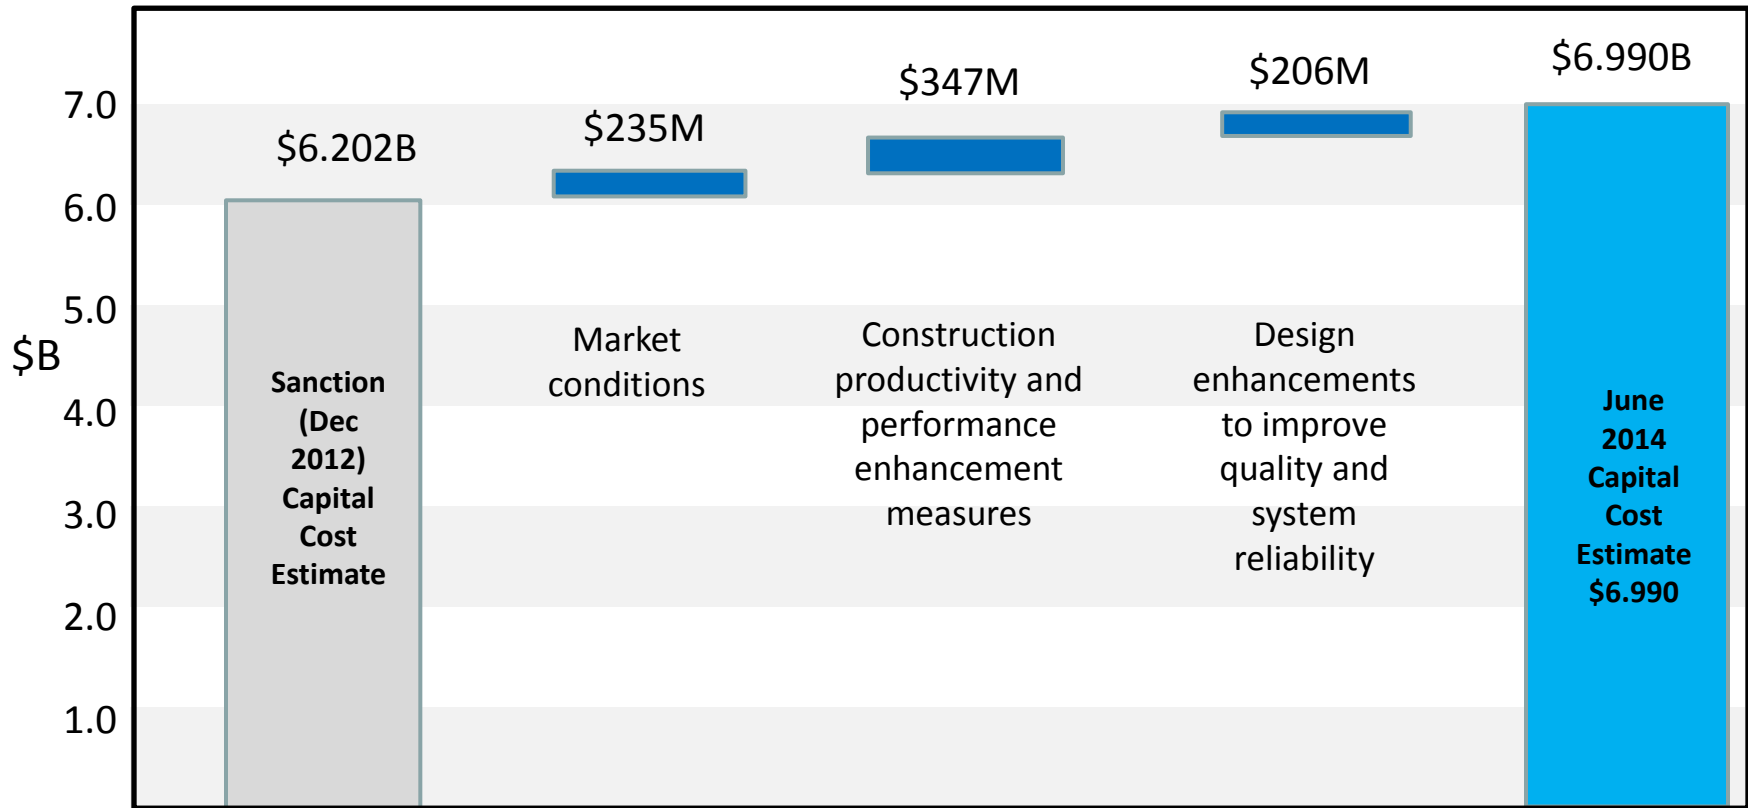 $B
7.0
6.0
5.0
4.0
3.0
2.0
1.0
$6.202B
$235M
$347M
$206M
$6.990B
Sanction
(Dec
2012)
Capital
Cost
Estimate
Market
conditions
Construction
productivity and
performance
enhancement
measures
Design
enhancements
to improve
quality and
system
reliability
June
2014
Capital
Cost
Estimate
$6.990